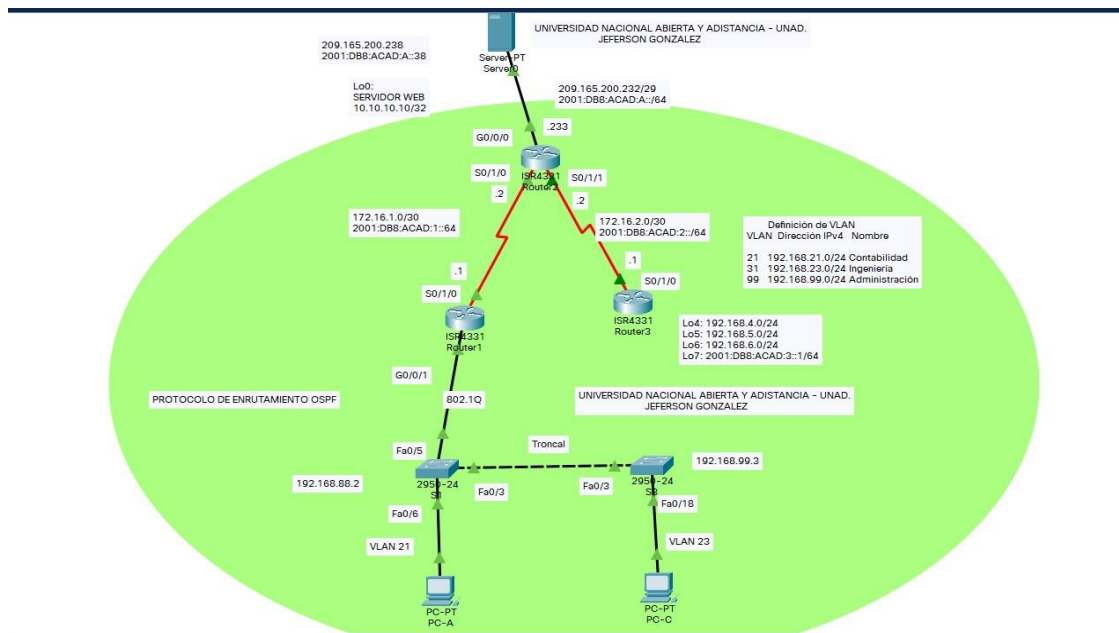 UNIVERSIDAD NACIONAL ABIERTA Y ADISTANCIA - UNAD.
JEFERSON GONZALEZ
209.165.200.238
2001:DB8:ACAD:A::38
Server-PT
Server0
Lo0:
SERVIDOR WEB
10.10.10.10/32
209.165.200.232/29
2001:DB8:ACAD:A::/64
.233
G0/0/0
ISR4331
Router2
S0/1/0
S0/1/1
.2
.2
172.16.1.0/30
2001:DB8:ACAD:1::64
172.16.2.0/30
2001:DB8:ACAD:2::/64
Definición de VLAN
VLAN Dirección IPv4 Nombre
21 192.168.21.0/24 Contabilidad
31 192.168.23.0/24 Ingeniería
99 192.168.99.0/24 Administración
.1
.1
S0/1/0
S0/1/0
ISR4331
Router1
ISR4331
Router3
Lo4: 192.168.4.0/24
Lo5: 192.168.5.0/24
Lo6: 192.168.6.0/24
Lo7: 2001:DB8:ACAD:3::1/64
G0/0/1
PROTOCOLO DE ENRUTAMIENTO OSPF
802.1Q
UNIVERSIDAD NACIONAL ABIERTA Y ADISTANCIA - UNAD.
JEFERSON GONZALEZ
Fa0/5
Troncal
192.168.99.3
192.168.88.2
2950-24
S1
Fa0/3
Fa0/3
2950-24
Fa0/6
Fa0/18
VLAN 21
VLAN 23
PC-PT
PC-A
PC-PT
PC-C